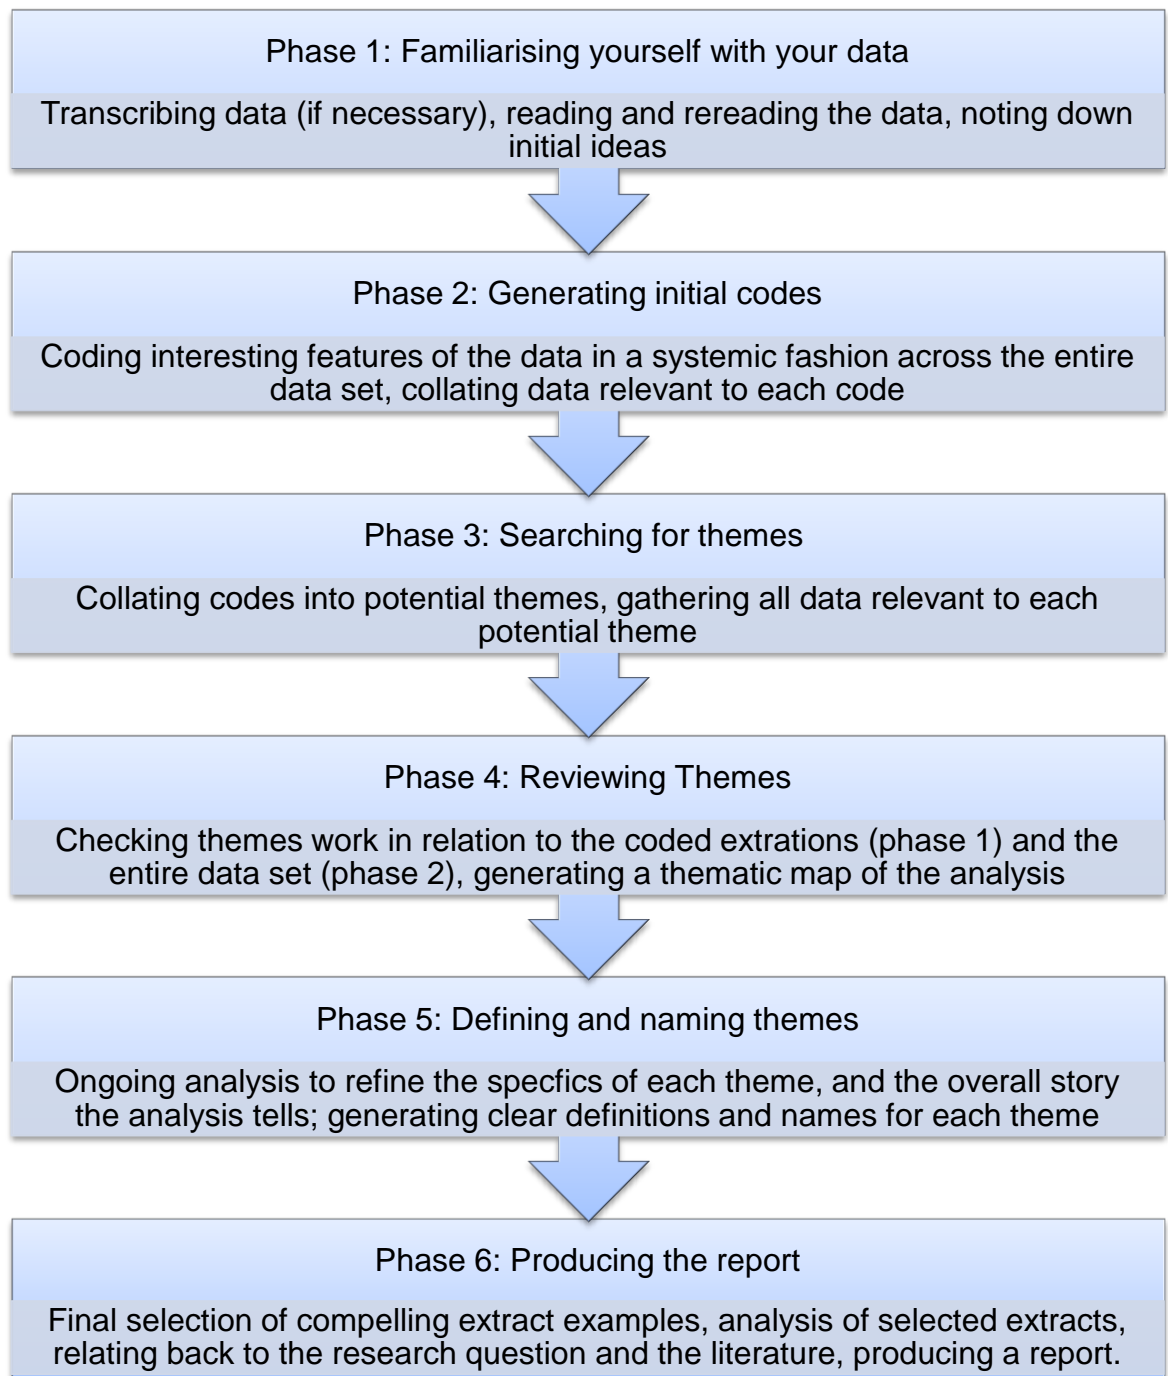 Phase 1: Familiarising yourself with your data
Transcribing data (if necessary), reading and rereading the data, noting down
initial ideas
Phase 2: Generating initial codes
Coding interesting features of the data in a systemic fashion across the entire
data set, collating data relevant to each code
Phase 3: Searching for themes
Collating codes into potential themes, gathering all data relevant to each
potential theme
Phase 4: Reviewing Themes
Checking themes work in relation to the coded extrations (phase 1) and the
entire data set (phase 2), generating a thematic map of the analysis
Phase 5: Defining and naming themes
Ongoing analysis to refine the specfics of each theme, and the overall story
the analysis tells; generating clear definitions and names for each theme
Phase 6: Producing the report
Final selection of compelling extract examples, analysis of selected extracts,
relating back to the research question and the literature, producing a report.